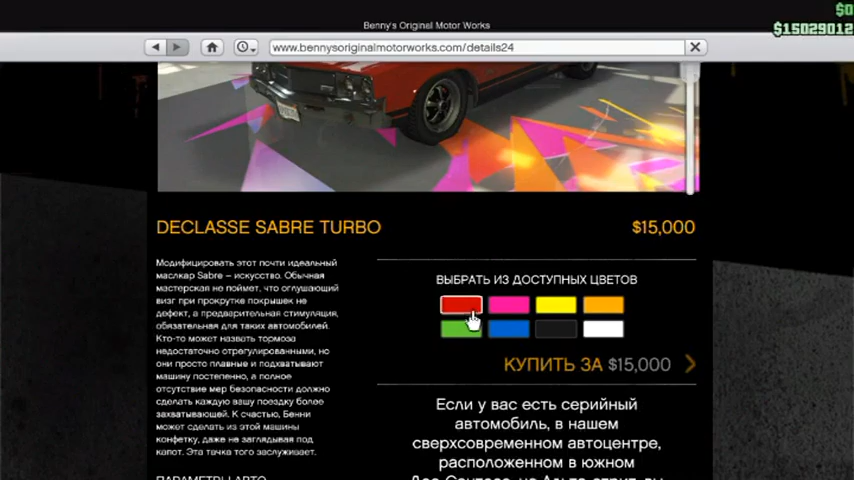 $0
Benny's Original Motor Works
$15029012
www.bennysoriginalmotorworks.com/details24
DECLASSE SABRE TURBO
$15,000
Модифицировать этот почти идеальный
маслкар Sabre – искусство. Обычная
мастерская не поймет, что оглушающий
визг при прокрутке покрышек не
дефект, а предварительная стимуляция,
обязательная для таких автомобилей.
Кто-то может назвать тормоза
недостаточно отрегулированными, но
они просто плавные и подхватывают
машину постепенно, а полное
отсутствие мер безопасности должно
сделать каждую вашу поездку более
захватывающей. К счастью, Бенни
может сделать из этой машины
конфетку, даже не заглядывая под
капот. Эта тачка того заслуживает.
ПАРАМЕТРЫ АВТО
ВЫБРАТЬ ИЗ ДОСТУПНЫХ ЦВЕТОВ
КУПИТЬ ЗА $15,000
Если у вас есть серийный
автомобиль, в нашем
сверхсовременном автоцентре,
расположенном в южном